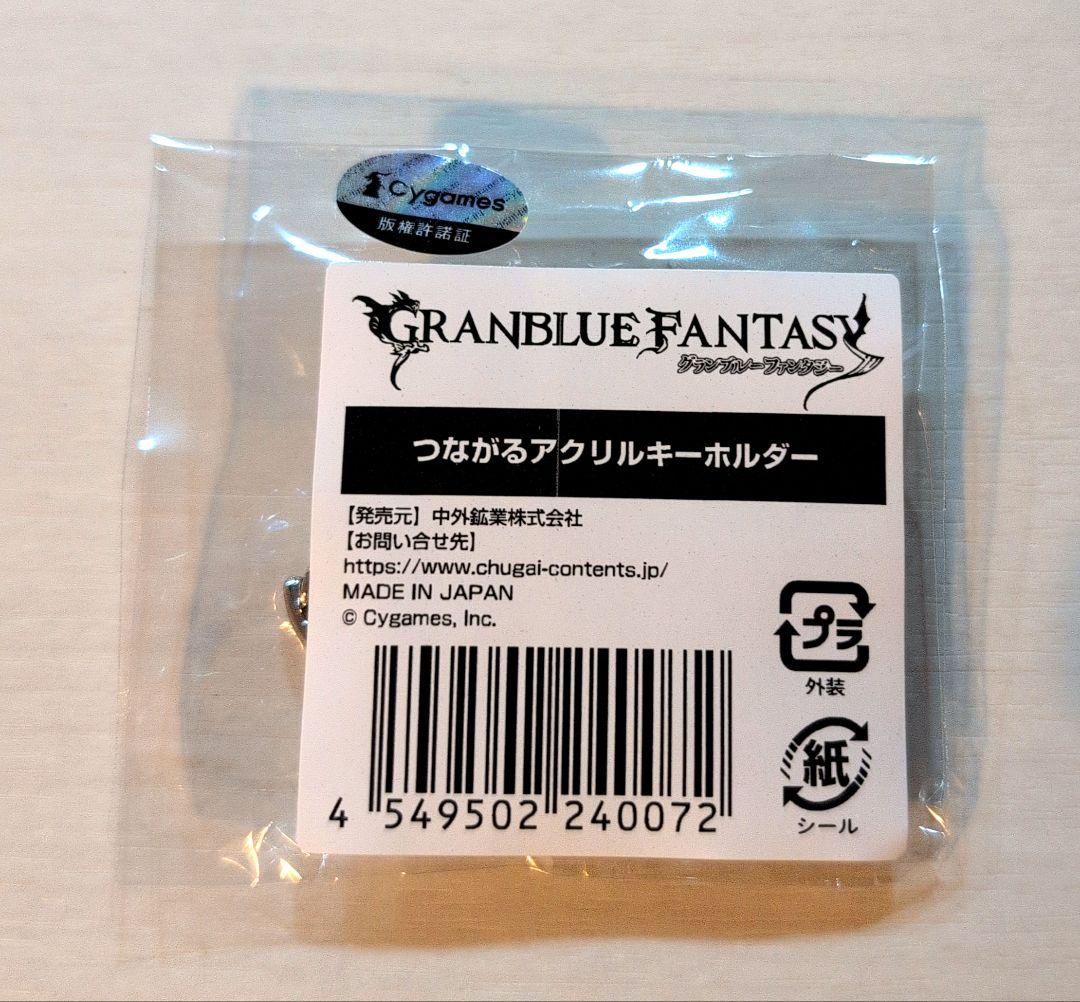 Cygames
版権許諾証
GRANBLUE FANTASY
グランブルーファンタジー
つながるアクリルキーホルダー
【発売元】中外鉱業株式会社
【お問い合せ先】
https://www.chugai-contents.jp/
MADE IN JAPAN
© Cygames, Inc.
プラ
外装
紙
シール
4 549502 240072